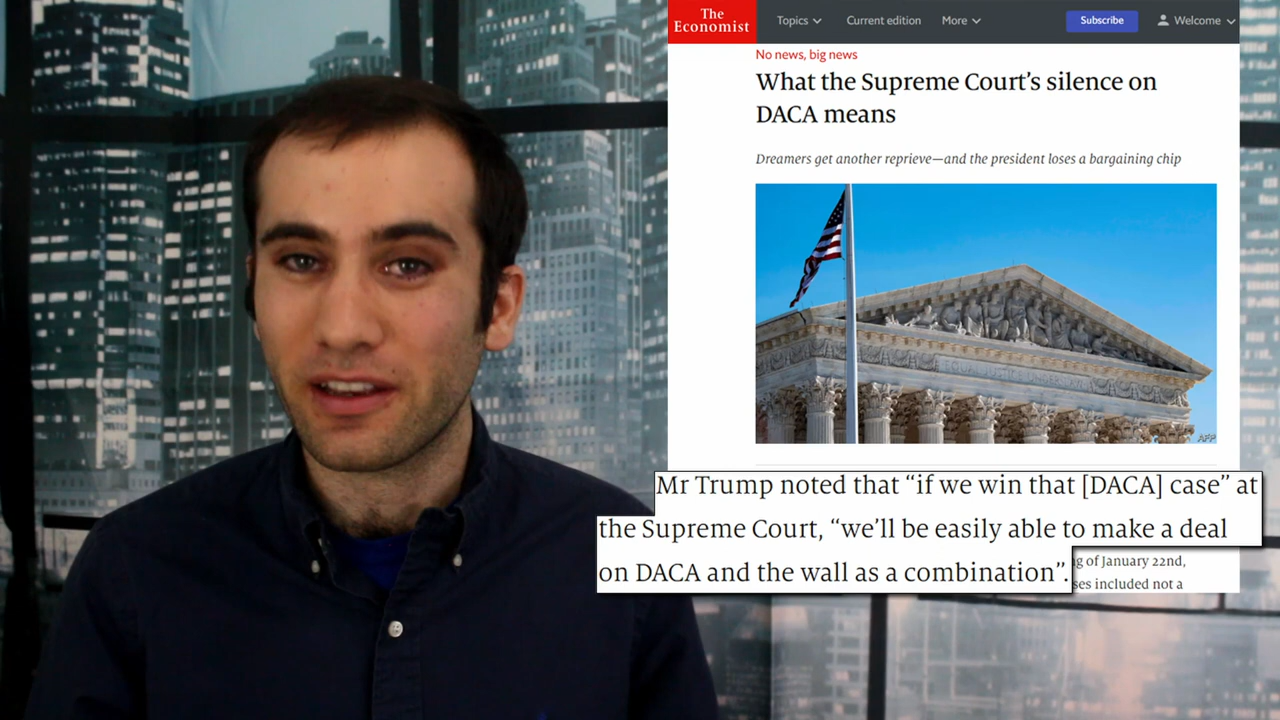 The
Economist
Topics
Current edition
More
Subscribe
Welcome
No news, big news
What the Supreme Court's silence on
DACA means
Dreamers get another reprieve—and the president loses a bargaining chip
AFP
Mr Trump noted that “if we win that [DACA] case” at
the Supreme Court, “we'll be easily able to make a deal
on DACA and the wall as a combination”.
of January 22nd,
included not a